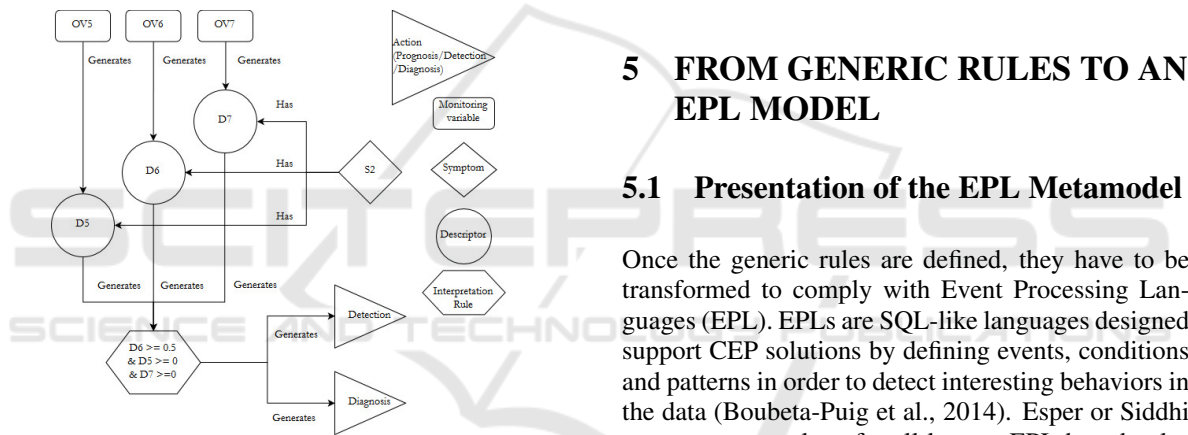 OV5
OV6
OV7
Generates
Generates
Generates
Action
(Prognosis/Detection
/Diagnosis)
Has
Monitoring
variable
D7
Has
D6
S2
Symptom
Has
D5
Descriptor
Generates
Generates
Generates
Interpretation
Rule
Detection
Generates
D6 >= 0.5
& D5 >= 0
& D7 >=0
Diagnosis
Generates
5 FROM GENERIC RULES TO AN
EPL MODEL
5.1 Presentation of the EPL Metamodel
Once the generic rules are defined, they have to be
transformed to comply with Event Processing Lan-
guages (EPL). EPLs are SQL-like languages designed
support CEP solutions by defining events, conditions
and patterns in order to detect interesting behaviors in
the data (Boubeta-Puig et al., 2014). Esper or Siddhi
SCITEPRESS
SCIENCE AND TECHNOLOGY PUBLICATIONS